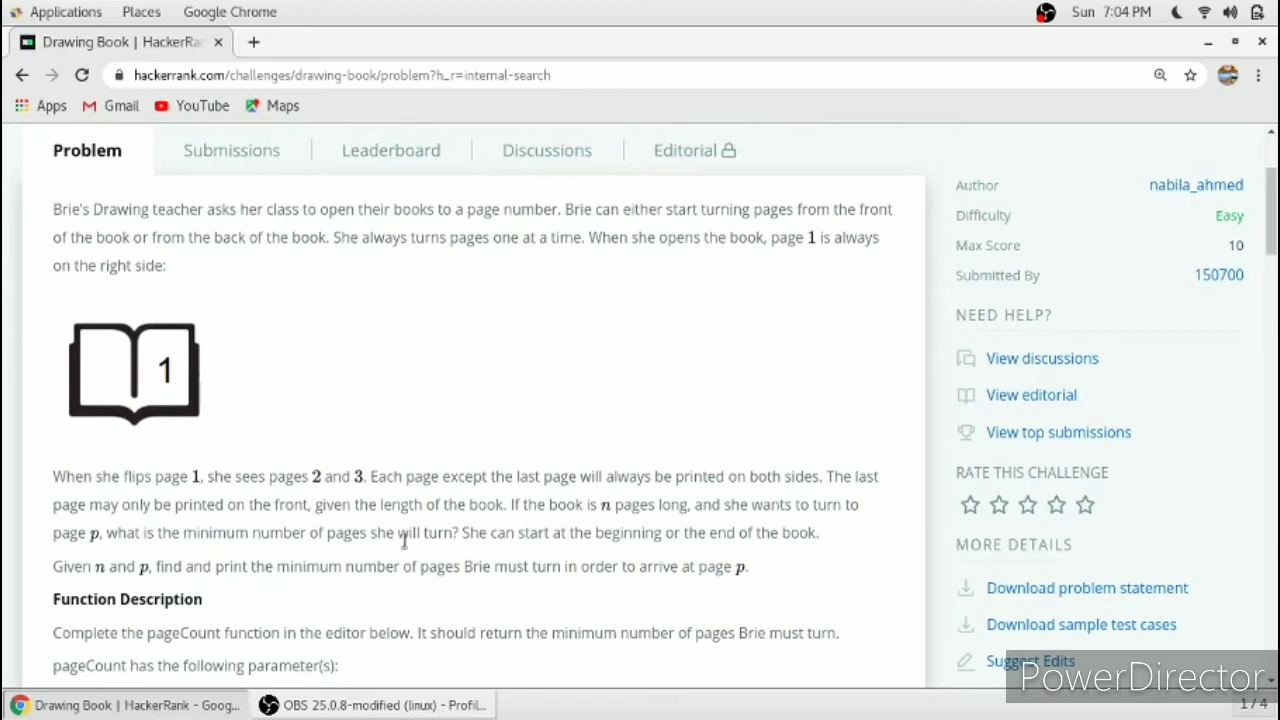 Applications Places Google Chrome Sun 7:04 PM
Drawing Book | HackerRa
hackerrank.com/challenges/drawing-book/problem?h_r=internal-search
Apps Gmail YouTube Maps
Problem Submissions Leaderboard Discussions Editorial
Brie's Drawing teacher asks her class to open their books to a page number. Brie can either start turning pages from the front
of the book or from the back of the book. She always turns pages one at a time. When she opens the book, page 1 is always
on the right side:
1
When she flips page 1, she sees pages 2 and 3. Each page except the last page will always be printed on both sides. The last
page may only be printed on the front, given the length of the book. If the book is n pages long, and she wants to turn to
page p, what is the minimum number of pages she will turn? She can start at the beginning or the end of the book.
Given n and p, find and print the minimum number of pages Brie must turn in order to arrive at page p.
Function Description
Complete the pageCount function in the editor below. It should return the minimum number of pages Brie must turn.
pageCount has the following parameter(s):
Author nabila_ahmed
Difficulty Easy
Max Score 10
Submitted By 150700
NEED HELP?
View discussions
View editorial
View top submissions
RATE THIS CHALLENGE
MORE DETAILS
Download problem statement
Download sample test cases
Suggest Edits
PowerDirector
Drawing Book | HackerRank - Goog... OBS 25.0.8-modified (linux) - Profil... 1 / 4